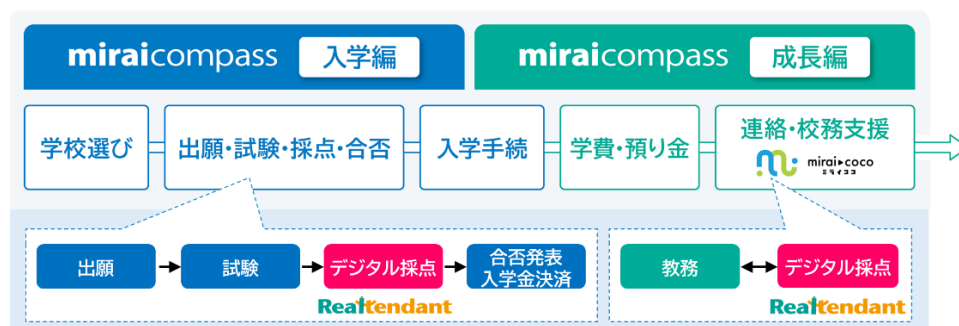 miraicompass 入学編
miraicompass 成長編
学校選び
出願・試験・採点・合否
入学手続
学費・預り金
連絡・校務支援
mirai▸coco
ミライココ
出願
試験
デジタル採点
合否発表
入学金決済
Realtendant
教務
デジタル採点
Realtendant